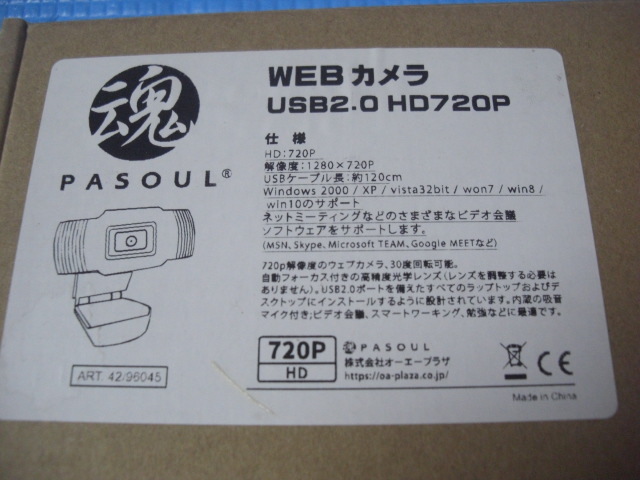 魂
PASOUL®
WEB カメラ
USB2.0 HD720P
仕 様
HD:720P
解像度:1280×720P
USBケーブル長:約120cm
Windows 2000 / XP / vista32bit / won7 / win8 /
win10のサポート
ネットミーティングなどのさまざまなビデオ会議
ソフトウェアをサポートします。
(MSN、Skype、Microsoft TEAM、Google MEETなど)
720p解像度のウェブカメラ、30度回転可能。
自動フォーカス付きの高精度光学レンズ(レンズを調整する必要は
ありません)。USB2.0ポートを備えたすべてのラップトップおよびデ
スクトップにインストールするように設計されています。内蔵の吸音
マイク付き;ビデオ会議、スマートワーキング、勉強などに最適です。
720P
HD
PASOUL
株式会社オーエープラザ
https://oa-plaza.co.jp/
CE
ART. 42/96045
Made in China